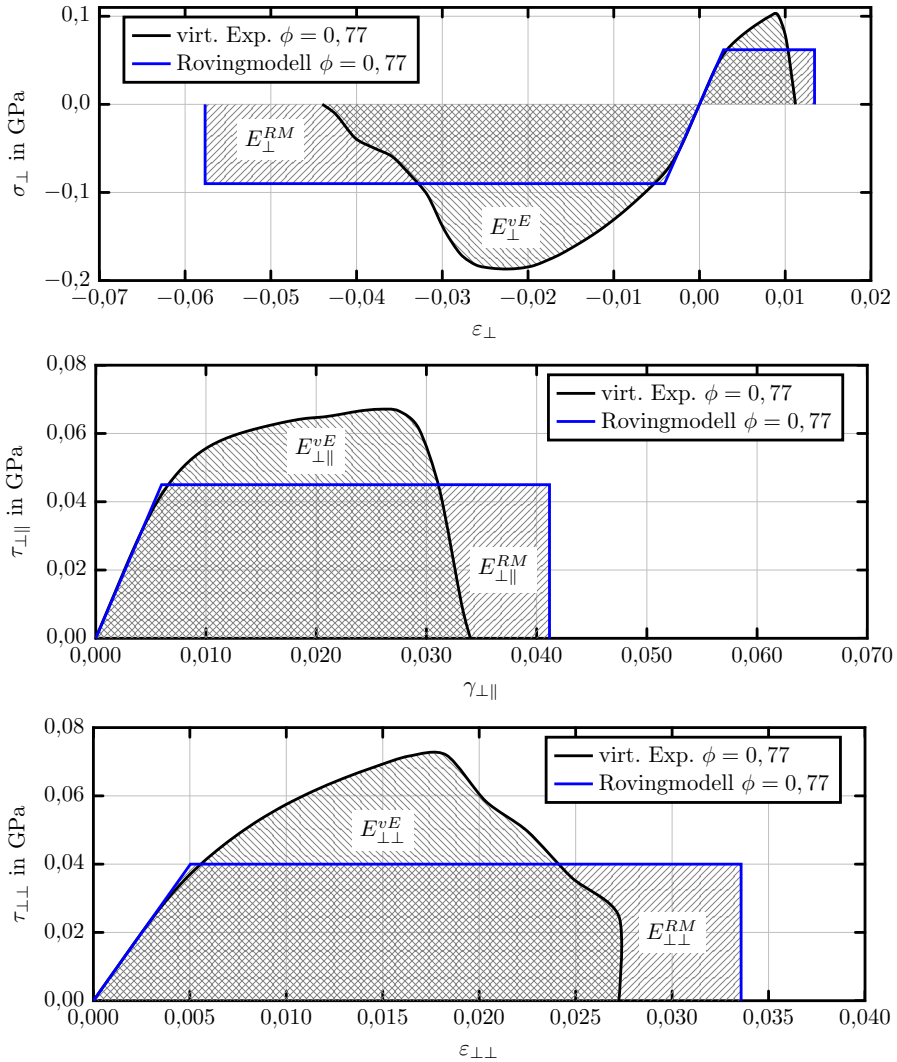 0,1
0,0
−0,1
−0,2
σ⊥ in GPa
virt. Exp. ϕ = 0, 77
Rovingmodell ϕ = 0, 77
E⊥^RM
E⊥^vE
−0,07 −0,06 −0,05 −0,04 −0,03 −0,02 −0,01 0,00 0,01 0,02
ε⊥
0,08
0,06
0,04
0,02
0,00
τ⊥∥ in GPa
virt. Exp. ϕ = 0, 77
Rovingmodell ϕ = 0, 77
E⊥∥^vE
E⊥∥^RM
0,000 0,010 0,020 0,030 0,040 0,050 0,060 0,070
γ⊥∥
0,08
0,06
0,04
0,02
0,00
τ⊥⊥ in GPa
virt. Exp. ϕ = 0, 77
Rovingmodell ϕ = 0, 77
E⊥⊥^vE
E⊥⊥^RM
0,000 0,005 0,010 0,015 0,020 0,025 0,030 0,035 0,040
ε⊥⊥